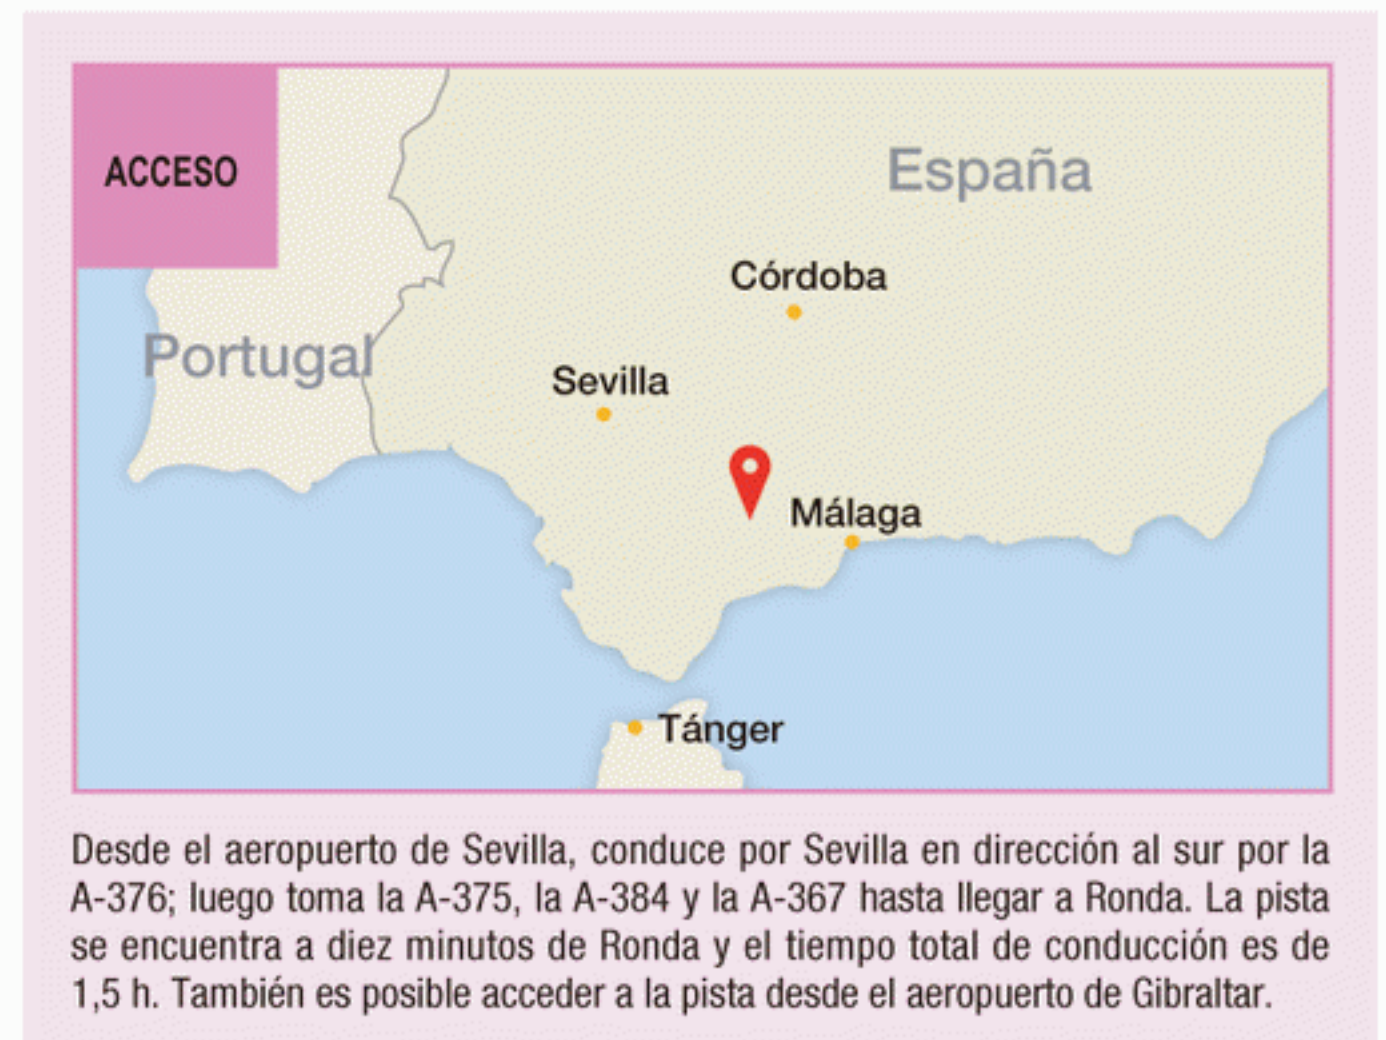 ACCESO
España
Córdoba
Portugal
Sevilla
Málaga
Tánger
Desde el aeropuerto de Sevilla, conduce por Sevilla en dirección al sur por la
A-376; luego toma la A-375, la A-384 y la A-367 hasta llegar a Ronda. La pista
se encuentra a diez minutos de Ronda y el tiempo total de conducción es de
1,5 h. También es posible acceder a la pista desde el aeropuerto de Gibraltar.